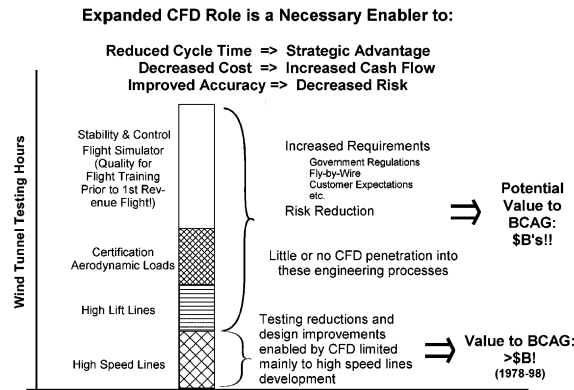 Expanded CFD Role is a Necessary Enabler to:
Reduced Cycle Time => Strategic Advantage
Decreased Cost => Increased Cash Flow
Improved Accuracy => Decreased Risk
Wind Tunnel Testing Hours
Stability & Control
Flight Simulator
(Quality for
Flight Training
Prior to 1st Rev-
enue Flight!)
Certification
Aerodynamic Loads
High Lift Lines
High Speed Lines
Increased Requirements
Government Regulations
Fly-by-Wire
Customer Expectations
etc.
Risk Reduction
Little or no CFD penetration into
these engineering processes
Testing reductions and
design improvements
enabled by CFD limited
mainly to high speed lines
development
Potential
Value to
BCAG:
$B's!!
Value to BCAG:
>$B!
(1978-98)